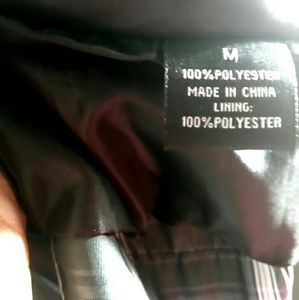 M
100%POLYESTER
MADE IN CHINA
LINING:
100%POLYESTER